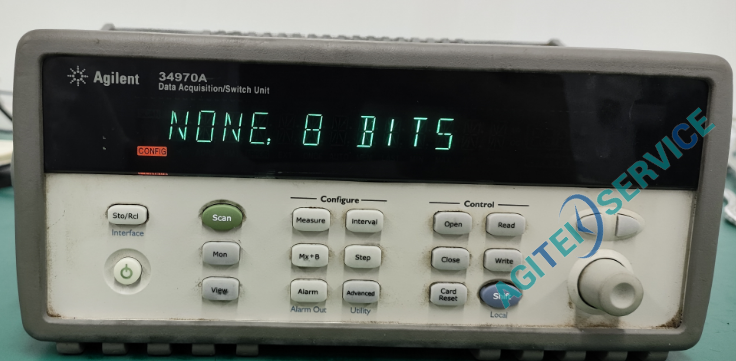 Agilent 34970A
Data Acquisition/Switch Unit
NONE, 8 BITS
CONFIG
Configure
Control
Sto/Rcl
Scan
Measure
Interval
Open
Read
Interface
Mon
Mx+B
Step
Close
Write
View
Alarm
Advanced
Card
Reset
Shift
Alarm Out
Utility
Local
AGITEK SERVICE